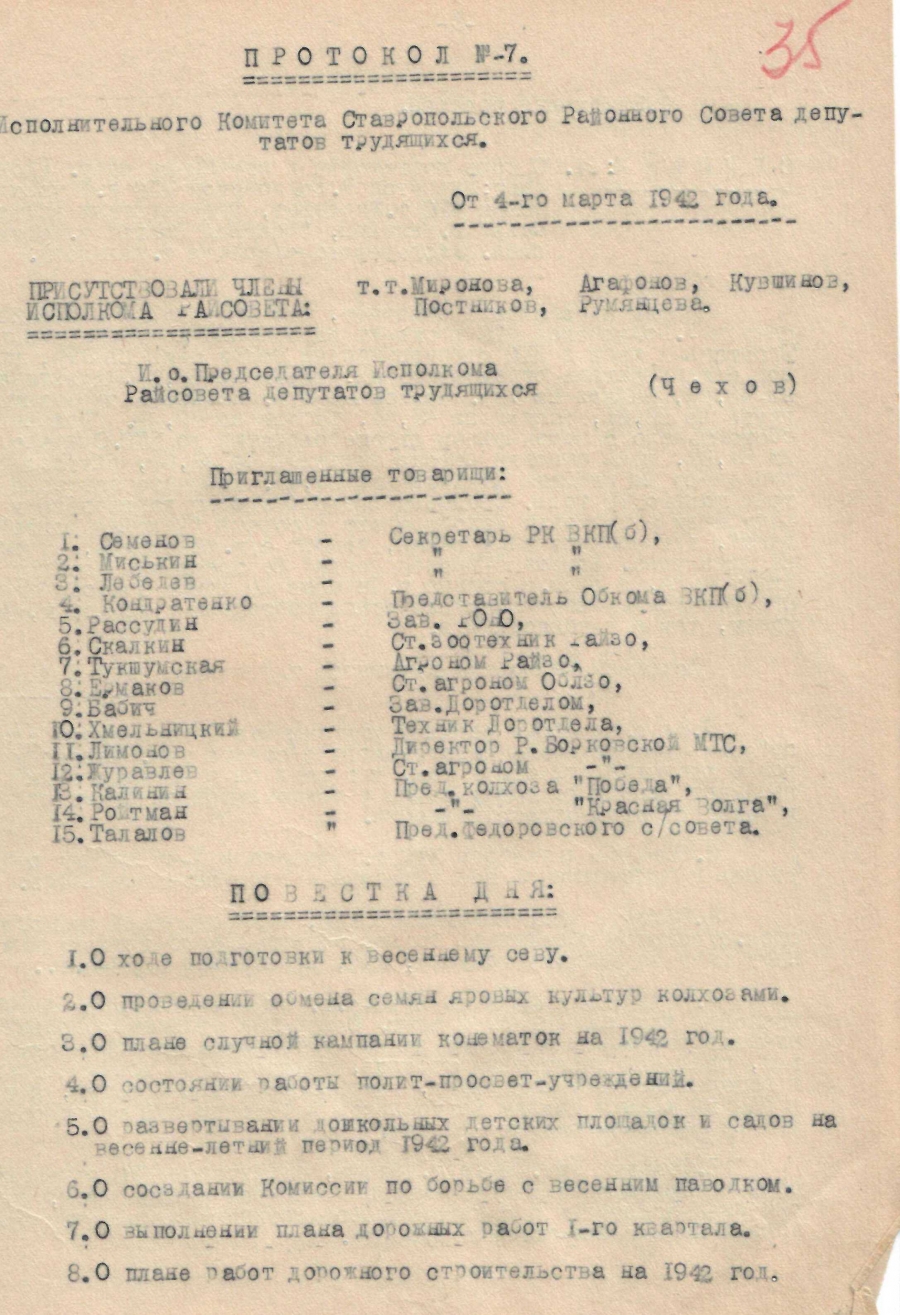 35
ПРОТОКОЛ №-7.
Исполнительного Комитета Ставропольского Районного Совета депу-
татов трудящихся.
От 4-го марта 1942 года.
ПРИСУТСТВОВАЛИ ЧЛЕНЫ т.т.Миронова, Агафонов, Кувшинов,
ИСПОЛКОМА РАЙСОВЕТА: Постников, Румянцева.
И.о.Председателя Исполкома
Райсовета депутатов трудящихся (Чехов)
Приглашенные товарищи:
1. Семенов - Секретарь РК ВКП(б),
2. Миськин - " "
3. Лебедев - " "
4. Кондратенко - Представитель Обкома ВКП(б),
5.Рассудин - Зав. РОНО,
6.Скалкин - Ст.зоотехник Райзо,
7.Тукшумская - Агроном Райзо,
8.Ермаков - Ст.агроном Облзо,
9.Бабич - Зав.Доротделом,
10.Хмельницкий - Техник Доротдела,
11.Лимонов - Директор Р.Борковской МТС,
12.Журавлев - Ст.агроном -"-
13.Калинин - Пред.колхоза "Победа",
14.Ройтман - -"- "Красная Волга",
15.Талалов " Пред.Федоровского с/совета.
ПОВЕСТКА ДНЯ:
1.О ходе подготовки к весеннему севу.
2.О проведении обмена семян яровых культур колхозами.
3.О плане случной кампании конематок на 1942 год.
4.О состоянии работы полит-просвет-учреждений.
5.О развертывании дошкольных детских площадок и садов на
весенне-летний период 1942 года.
6.О создании Комиссии по борьбе с весенним паводком.
7.О выполнении плана дорожных работ I-го квартала.
8.О плане работ дорожного строительства на 1942 год.